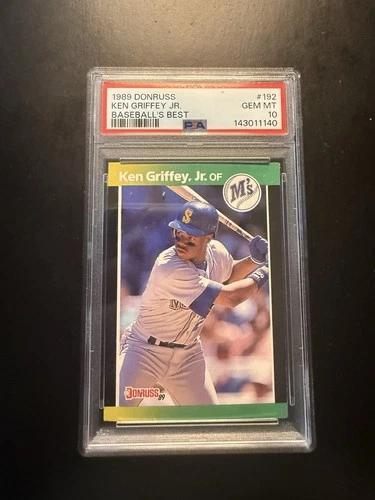 1989 DONRUSS #192
KEN GRIFFEY JR. GEM MT
BASEBALL'S BEST 10
PSA 143011140
Ken Griffey, Jr. OF
M's
S
DONRUSS 89